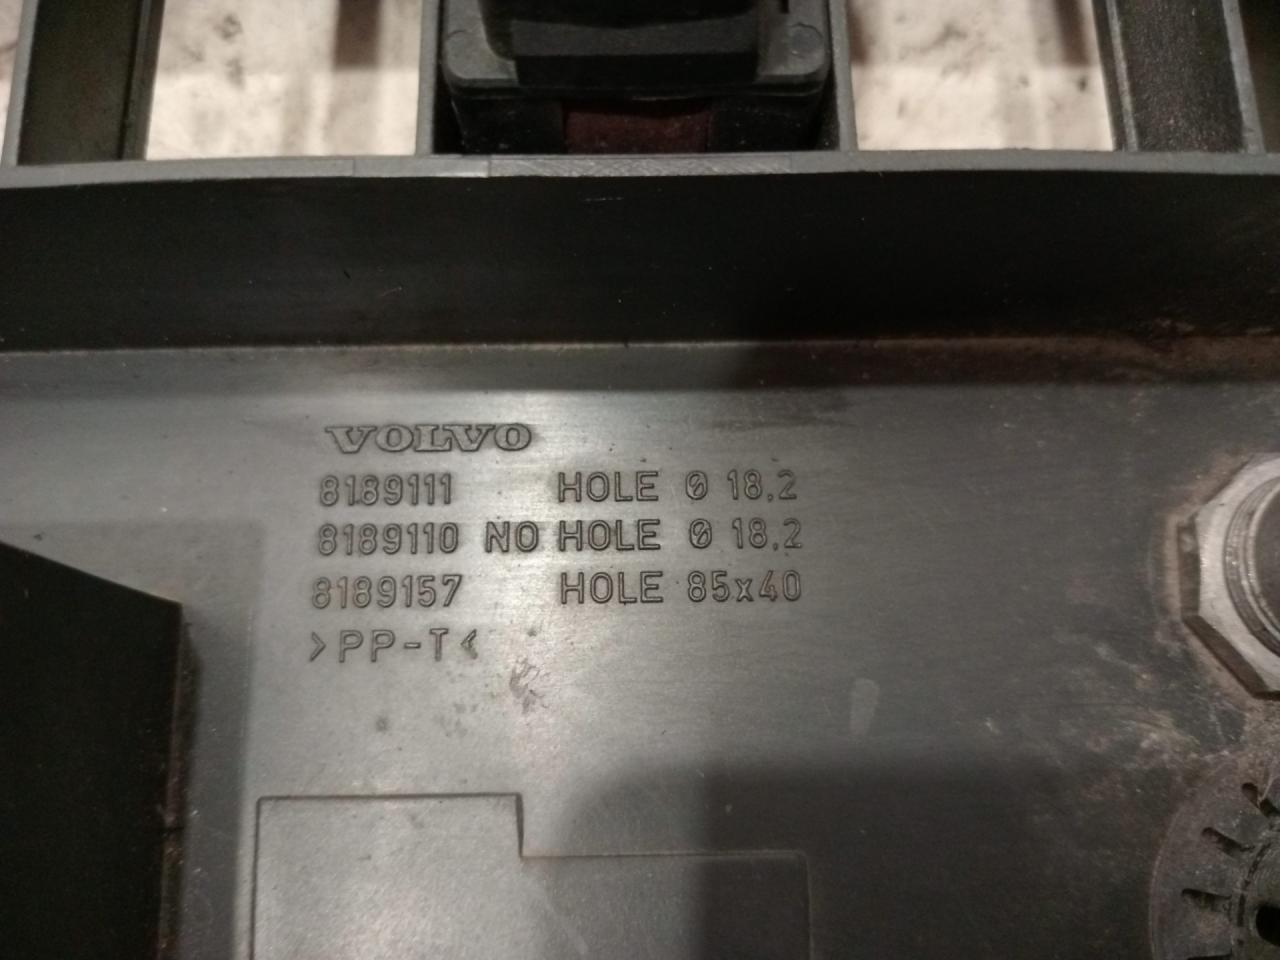 VOLVO
8189111 HOLE Ø 18,2
8189110 NO HOLE Ø 18,2
8189157 HOLE 85x40
>PP-T<